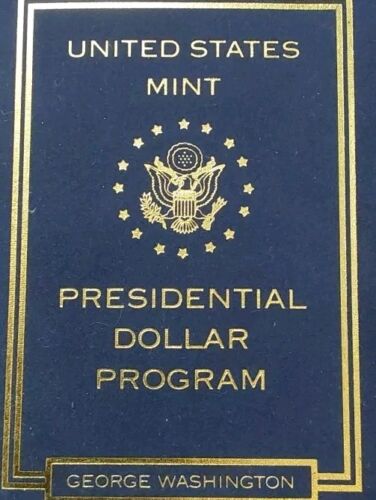 UNITED STATES
MINT
PRESIDENTIAL
DOLLAR
PROGRAM
GEORGE WASHINGTON